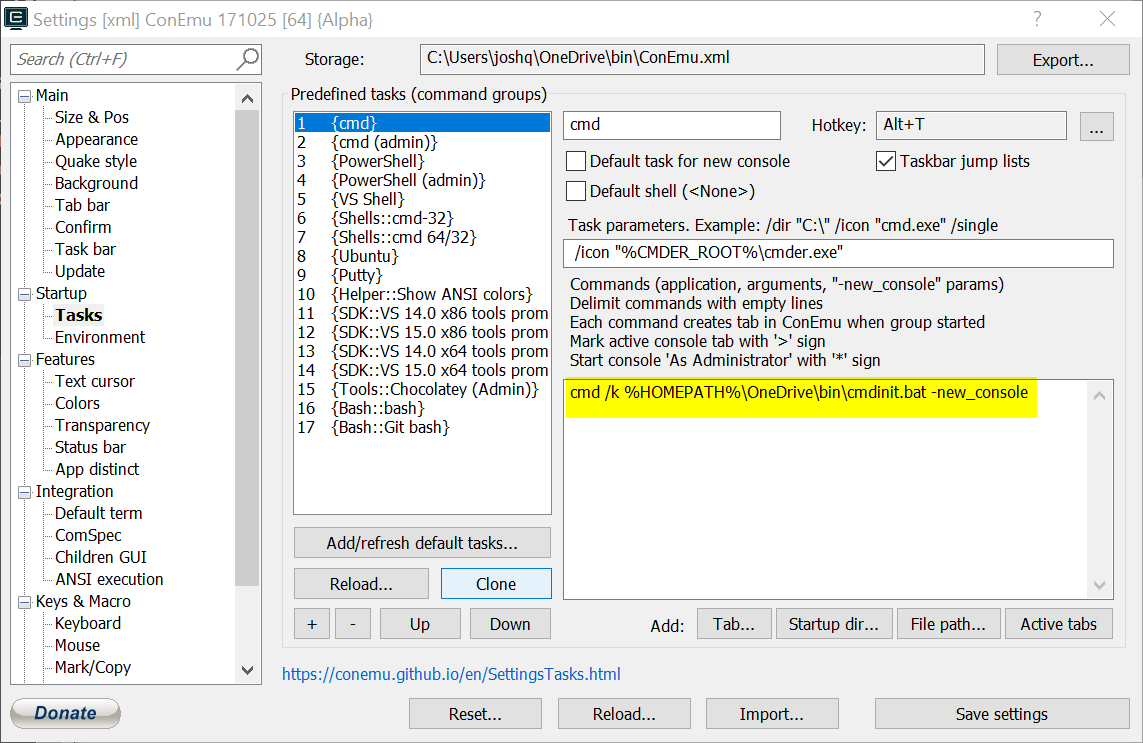 Settings [xml] ConEmu 171025 [64] {Alpha}
Search (Ctrl+F)
Storage:
C:\Users\joshq\OneDrive\bin\ConEmu.xml
Export...
Main
Size & Pos
Appearance
Quake style
Background
Tab bar
Confirm
Task bar
Update
Startup
Tasks
Environment
Features
Text cursor
Colors
Transparency
Status bar
App distinct
Integration
Default term
ComSpec
Children GUI
ANSI execution
Keys & Macro
Keyboard
Mouse
Mark/Copy
Predefined tasks (command groups)
1 {cmd}
2 {cmd (admin)}
3 {PowerShell}
4 {PowerShell (admin)}
5 {VS Shell}
6 {Shells::cmd-32}
7 {Shells::cmd 64/32}
8 {Ubuntu}
9 {Putty}
10 {Helper::Show ANSI colors}
11 {SDK::VS 14.0 x86 tools prom
12 {SDK::VS 15.0 x86 tools prom
13 {SDK::VS 14.0 x64 tools prom
14 {SDK::VS 15.0 x64 tools prom
15 {Tools::Chocolatey (Admin)}
16 {Bash::bash}
17 {Bash::Git bash}
Add/refresh default tasks...
Reload...
Clone
+
-
Up
Down
cmd
Hotkey:
Alt+T
...
Default task for new console
Taskbar jump lists
Default shell (<None>)
Task parameters. Example: /dir "C:\" /icon "cmd.exe" /single
/icon "%CMDER_ROOT%\cmder.exe"
Commands (application, arguments, "-new_console" params)
Delimit commands with empty lines
Each command creates tab in ConEmu when group started
Mark active console tab with '>' sign
Start console 'As Administrator' with '*' sign
cmd /k %HOMEPATH%\OneDrive\bin\cmdinit.bat -new_console
Add:
Tab...
Startup dir...
File path...
Active tabs
https://conemu.github.io/en/SettingsTasks.html
Donate
Reset...
Reload...
Import...
Save settings